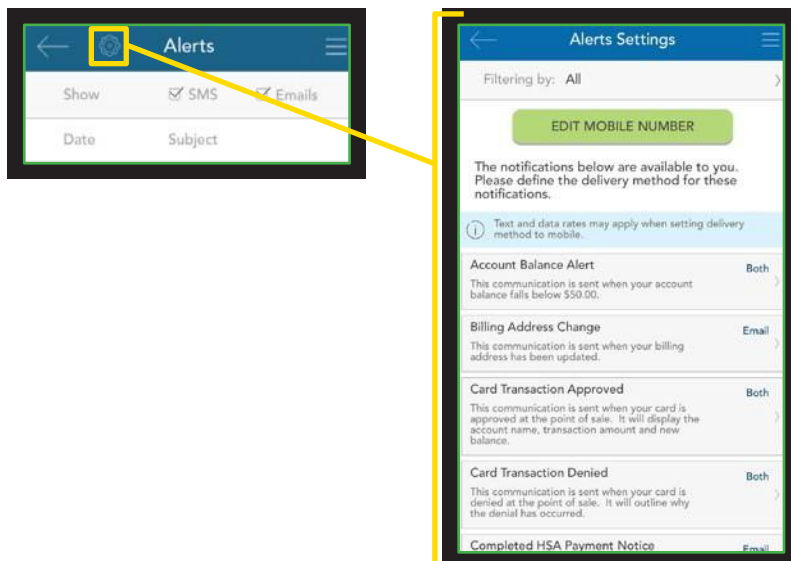 Alerts
Show SMS Emails
Date Subject
Alerts Settings
Filtering by: All
EDIT MOBILE NUMBER
The notifications below are available to you.
Please define the delivery method for these
notifications.
Text and data rates may apply when setting delivery
method to mobile.
Account Balance Alert Both
This communication is sent when your account
balance falls below $50.00.
Billing Address Change Email
This communication is sent when your billing
address has been updated.
Card Transaction Approved Both
This communication is sent when your card is
approved at the point of sale. It will display the
account name, transaction amount and new
balance.
Card Transaction Denied Both
This communication is sent when your card is
denied at the point of sale. It will outline why
the denial has occurred.
Completed HSA Payment Notice Email